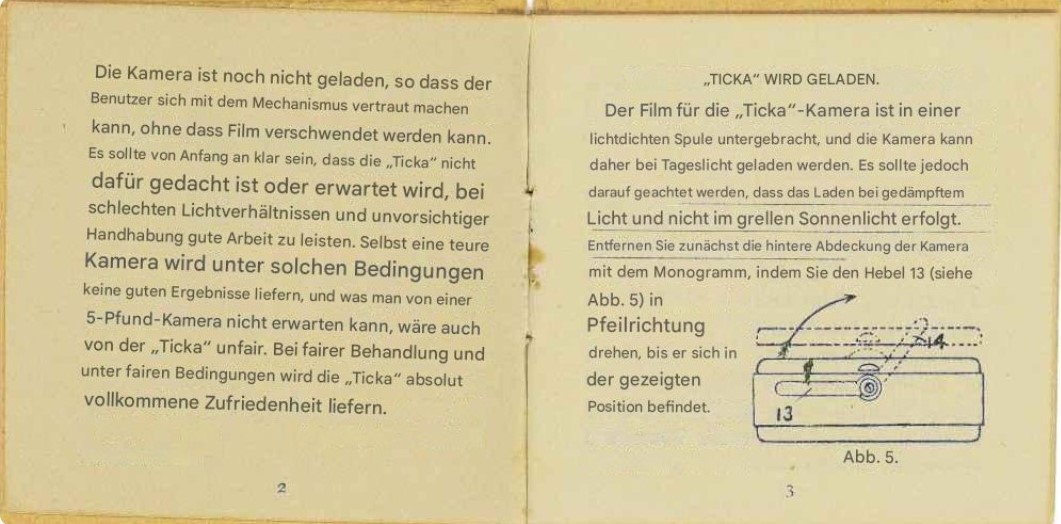 Die Kamera ist noch nicht geladen, so dass der
Benutzer sich mit dem Mechanismus vertraut machen
kann, ohne dass Film verschwendet werden kann.
Es sollte von Anfang an klar sein, dass die „Ticka“ nicht
dafür gedacht ist oder erwartet wird, bei
schlechten Lichtverhältnissen und unvorsichtiger
Handhabung gute Arbeit zu leisten. Selbst eine teure
Kamera wird unter solchen Bedingungen
keine guten Ergebnisse liefern, und was man von einer
5-Pfund-Kamera nicht erwarten kann, wäre auch
von der „Ticka“ unfair. Bei fairer Behandlung und
unter fairen Bedingungen wird die „Ticka“ absolut
vollkommene Zufriedenheit liefern.
2
„TICKA“ WIRD GELADEN.
Der Film für die „Ticka“-Kamera ist in einer
lichtdichten Spule untergebracht, und die Kamera kann
daher bei Tageslicht geladen werden. Es sollte jedoch
darauf geachtet werden, dass das Laden bei gedämpftem
Licht und nicht im grellen Sonnenlicht erfolgt.
Entfernen Sie zunächst die hintere Abdeckung der Kamera
mit dem Monogramm, indem Sie den Hebel 13 (siehe
Abb. 5) in
Pfeilrichtung
drehen, bis er sich in
der gezeigten
Position befindet.
14
13
Abb. 5.
3